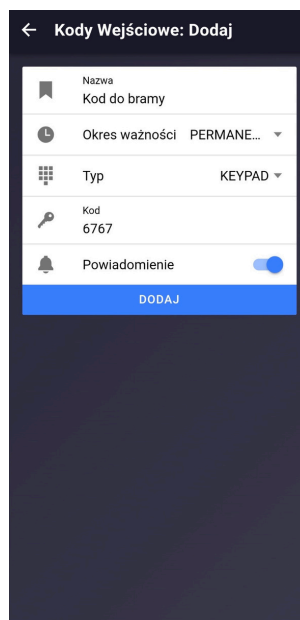 Kody Wejściowe: Dodaj
Nazwa
Kod do bramy
Okres ważności PERMANE...
Typ KEYPAD
Kod
6767
Powiadomienie
DODAJ